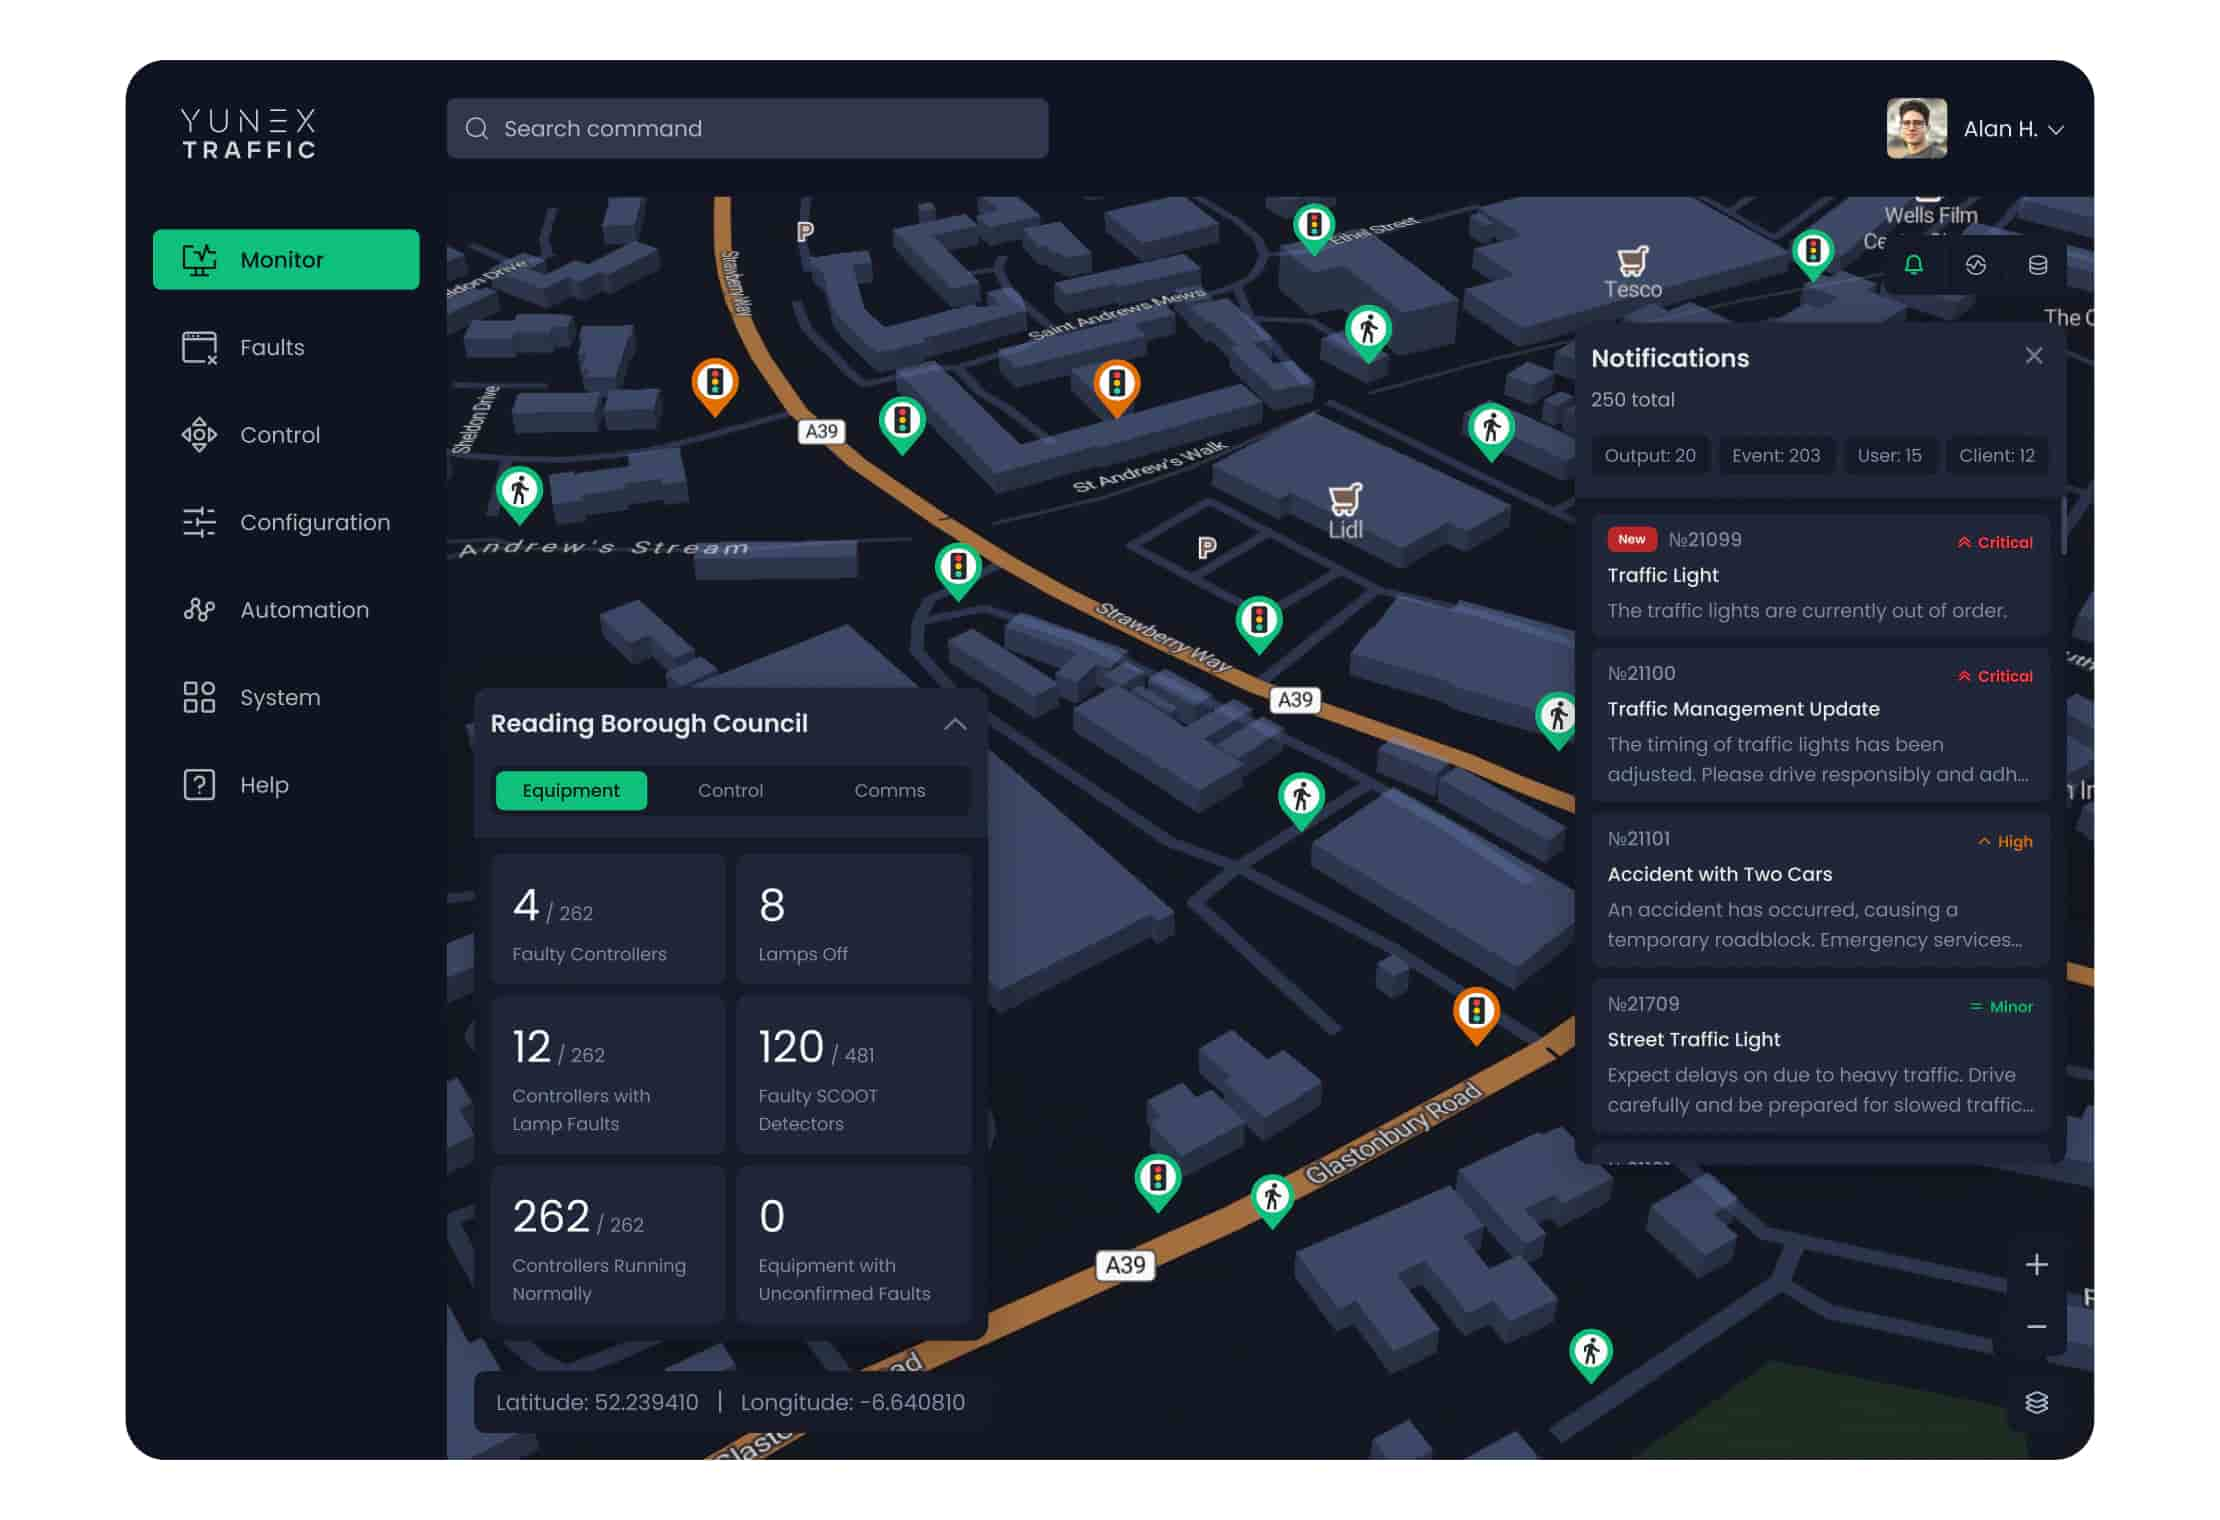 YUNEX
TRAFFIC
Search command
Alan H.
Monitor
Faults
Control
Configuration
Automation
System
Help
Strawberry Way
P
Ethel Street
Tesco
Wells Film
Saint Andrews Mews
Sheldon Drive
A39
St Andrew's Walk
Lidl
P
Andrew's Stream
Strawberry Way
A39
Glastonbury Road
A39
Reading Borough Council
Equipment
Control
Comms
4 / 262
Faulty Controllers
8
Lamps Off
12 / 262
Controllers with
Lamp Faults
120 / 481
Faulty SCOOT
Detectors
262 / 262
Controllers Running
Normally
0
Equipment with
Unconfirmed Faults
Latitude: 52.239410 | Longitude: -6.640810
Notifications
250 total
Output: 20
Event: 203
User: 15
Client: 12
New №21099
Critical
Traffic Light
The traffic lights are currently out of order.
№21100
Critical
Traffic Management Update
The timing of traffic lights has been
adjusted. Please drive responsibly and adh...
№21101
High
Accident with Two Cars
An accident has occurred, causing a
temporary roadblock. Emergency services...
№21709
Minor
Street Traffic Light
Expect delays on due to heavy traffic. Drive
carefully and be prepared for slowed traffic...